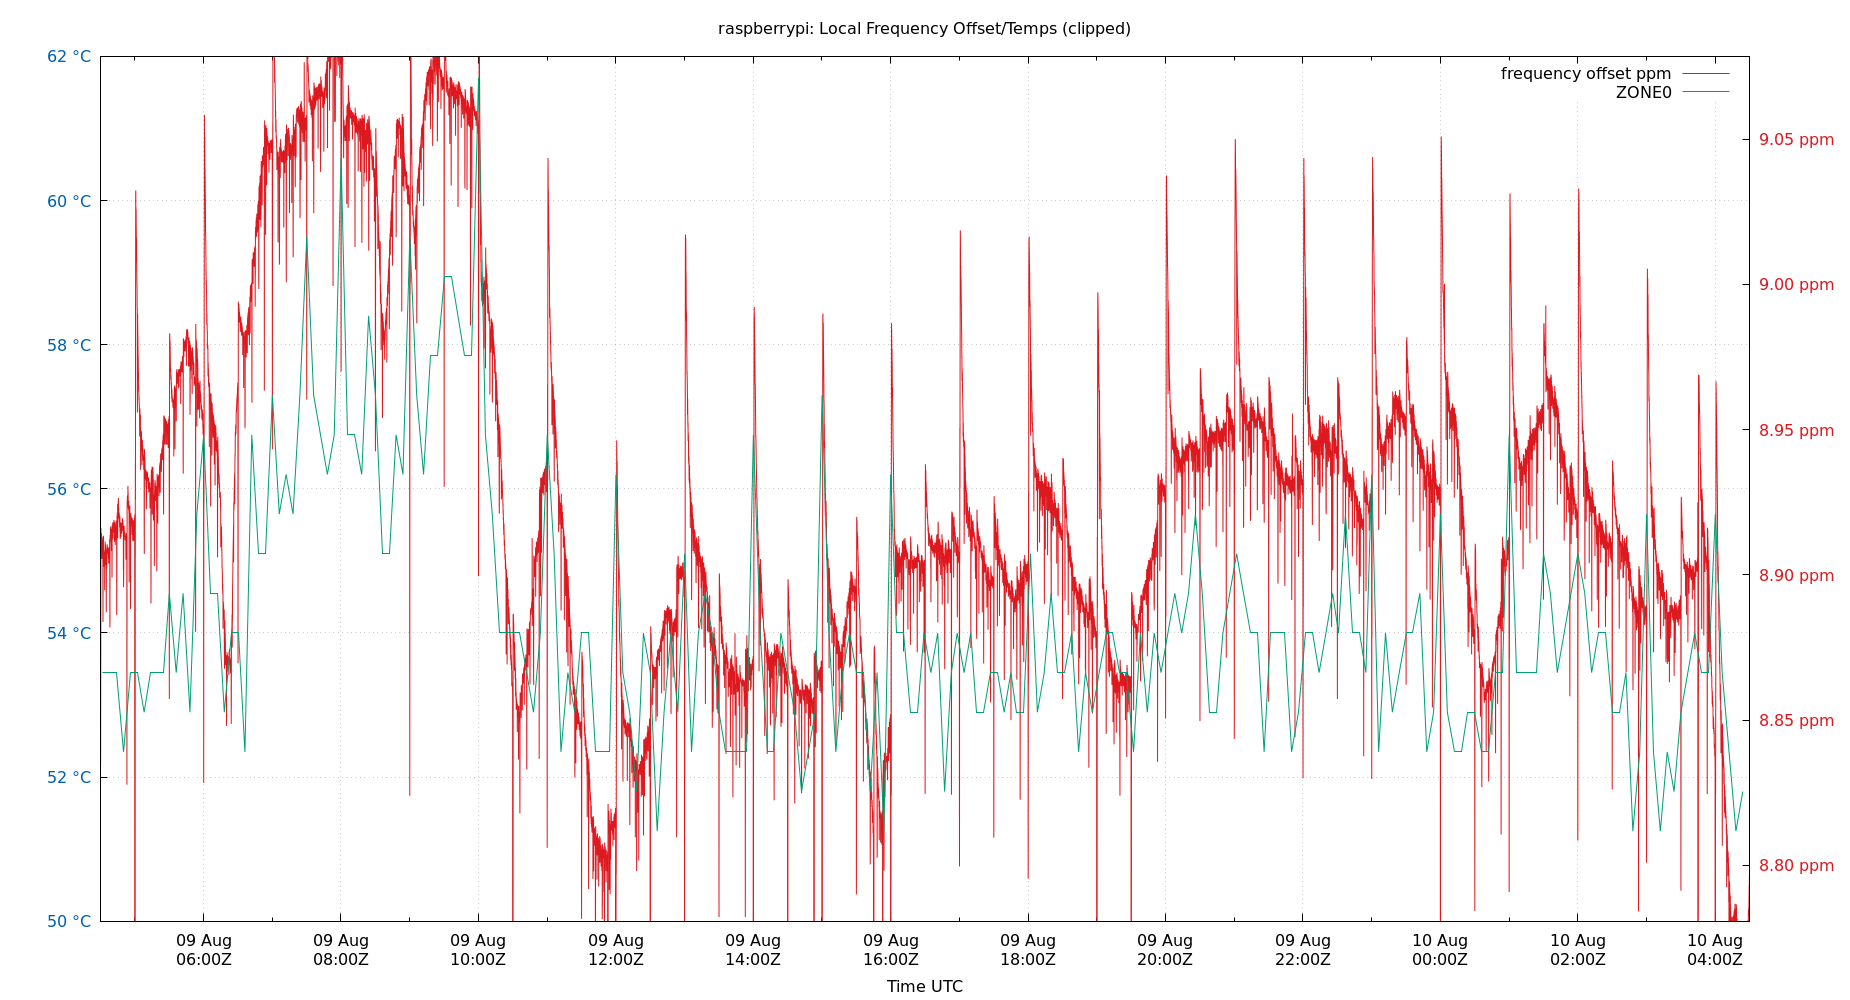 raspberrypi: Local Frequency Offset/Temps (clipped)
frequency offset ppm
ZONE0
62 °C
60 °C
58 °C
56 °C
54 °C
52 °C
50 °C
9.05 ppm
9.00 ppm
8.95 ppm
8.90 ppm
8.85 ppm
8.80 ppm
09 Aug
06:00Z
09 Aug
08:00Z
09 Aug
10:00Z
09 Aug
12:00Z
09 Aug
14:00Z
09 Aug
16:00Z
09 Aug
18:00Z
09 Aug
20:00Z
09 Aug
22:00Z
10 Aug
00:00Z
10 Aug
02:00Z
10 Aug
04:00Z
Time UTC